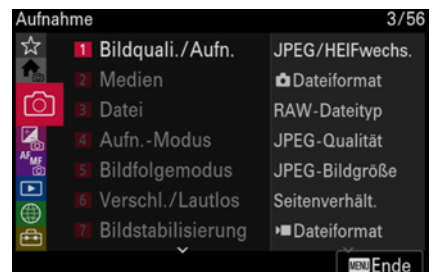 Aufnahme 3/56
1 Bildquali./Aufn.
2 Medien
3 Datei
4 Aufn.-Modus
5 Bildfolgemodus
6 Verschl./Lautlos
7 Bildstabilisierung
AFMF
JPEG/HEIFwechs.
Dateiformat
RAW-Dateityp
JPEG-Qualität
JPEG-Bildgröße
Seitenverhält.
Dateiformat
MENU Ende